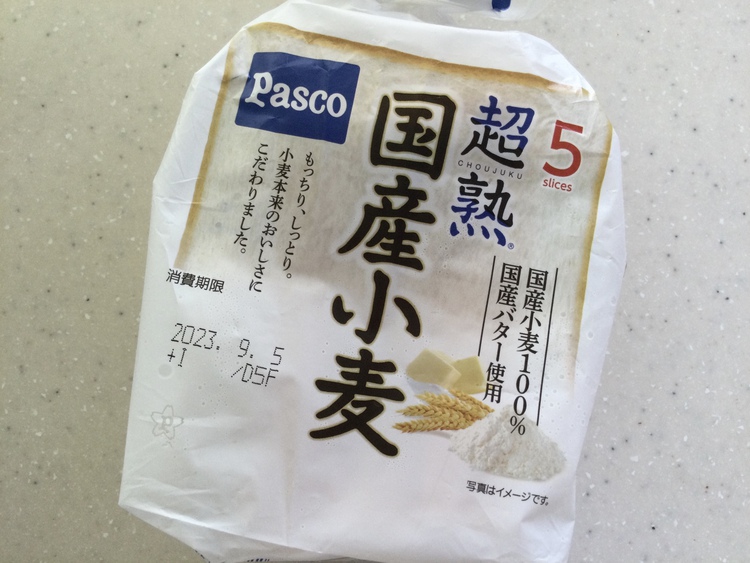 Pasco
超熟
CHOUJUKU
®
5
slices
国産小麦
もっちり、しっとり。
小麦本来のおいしさに
こだわりました。
国産小麦100%
国産バター使用
消費期限
2023. 9. 5
+I /D5F
写真はイメージです。